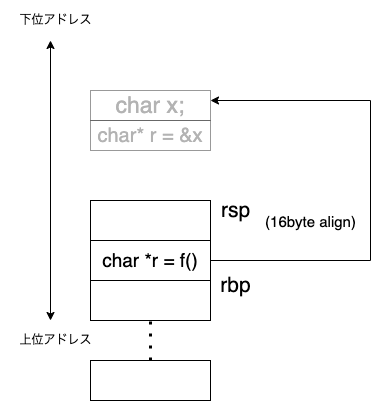 下位アドレス
char x;
char* r = &x
rsp
(16byte align)
char *r = f()
rbp
上位アドレス